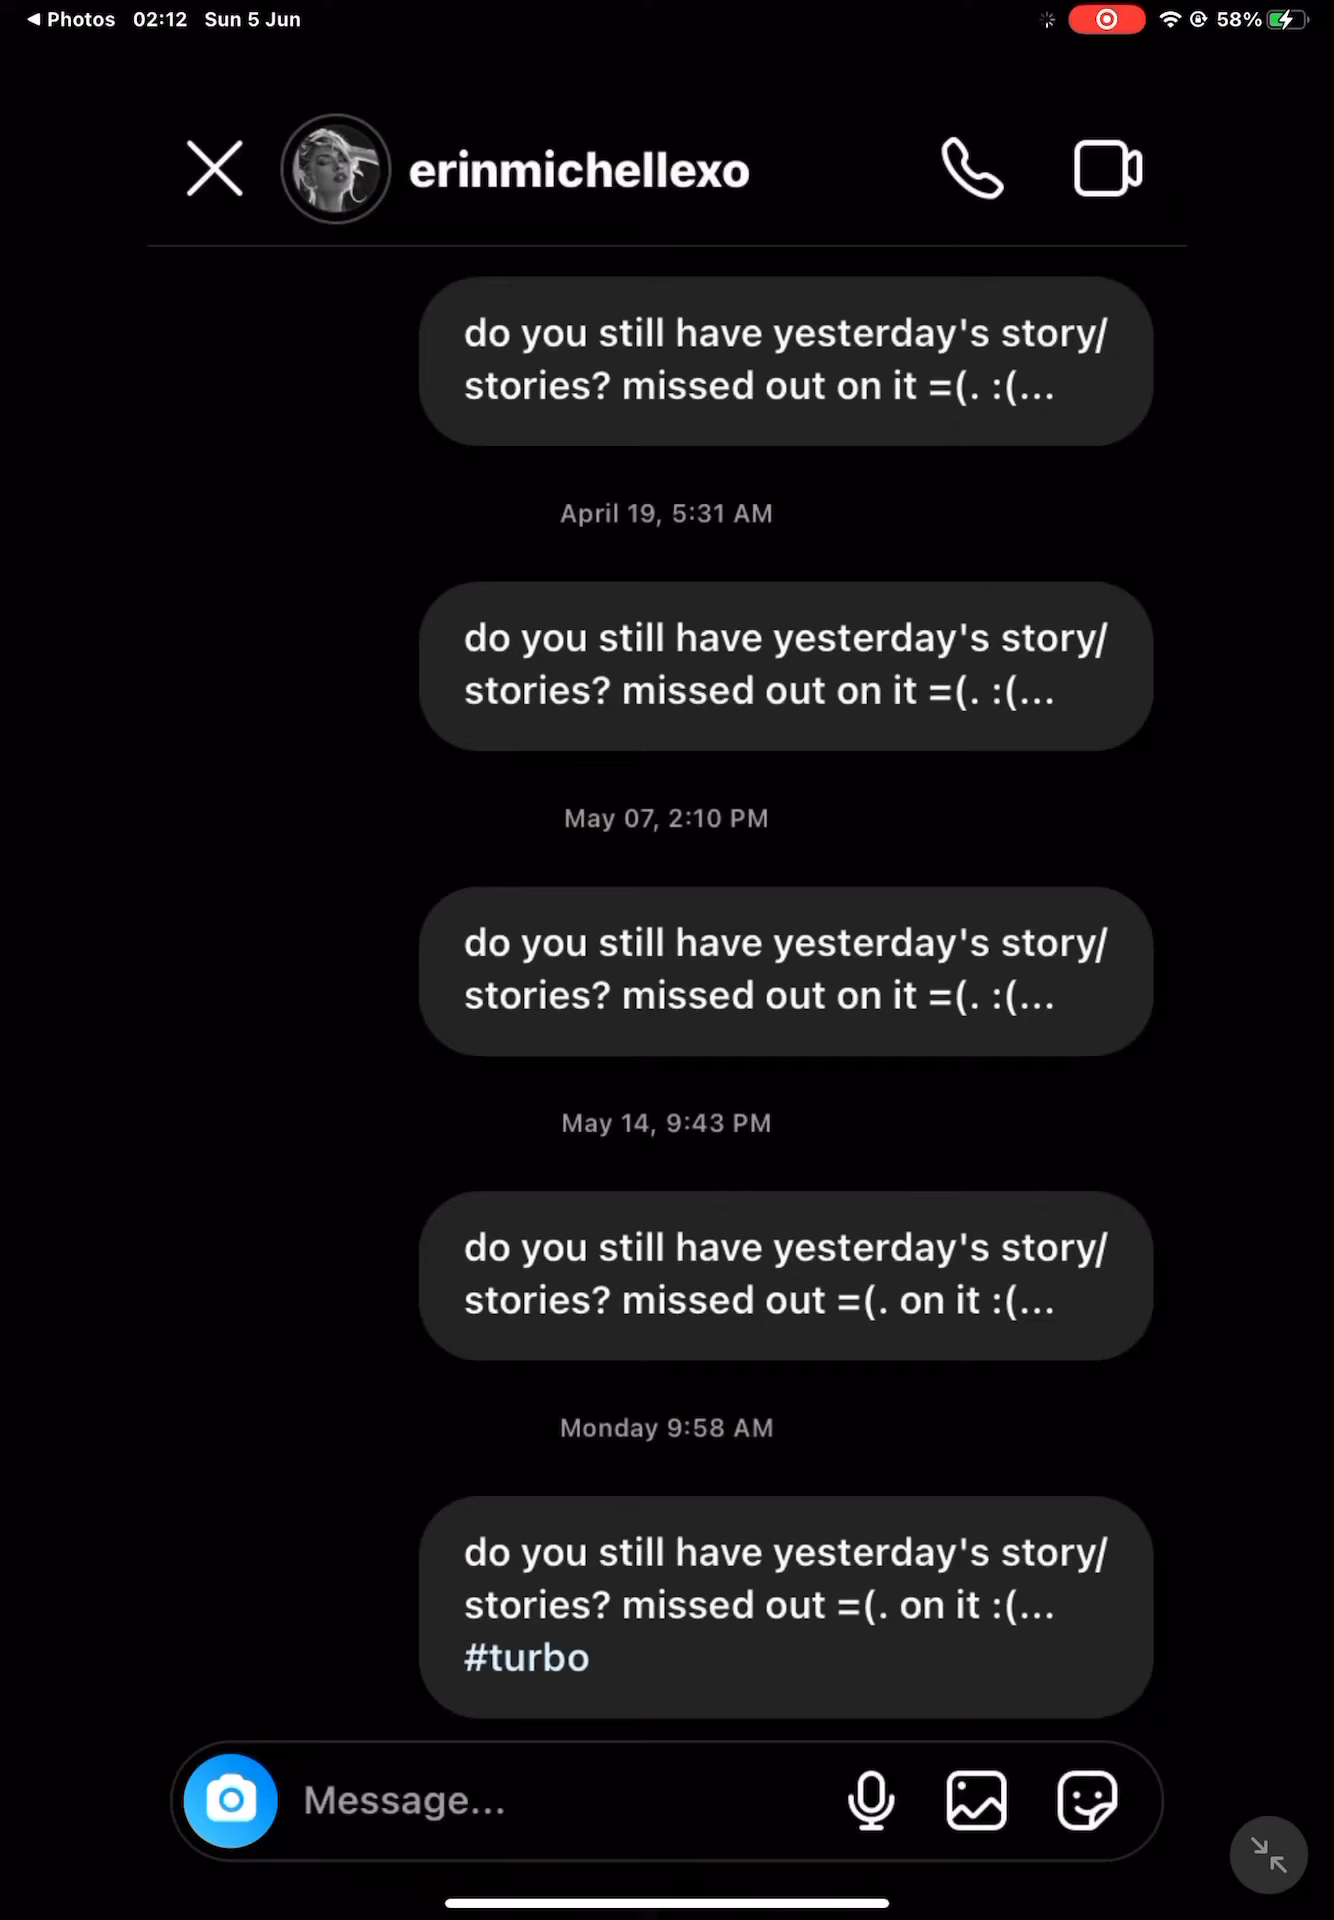 ◀ Photos 02:12 Sun 5 Jun 58%
erinmichellexo
do you still have yesterday's story/
stories? missed out on it =(. :(...
April 19, 5:31 AM
do you still have yesterday's story/
stories? missed out on it =(. :(...
May 07, 2:10 PM
do you still have yesterday's story/
stories? missed out on it =(. :(...
May 14, 9:43 PM
do you still have yesterday's story/
stories? missed out =(. on it :(...
Monday 9:58 AM
do you still have yesterday's story/
stories? missed out =(. on it :(...
#turbo
Message...